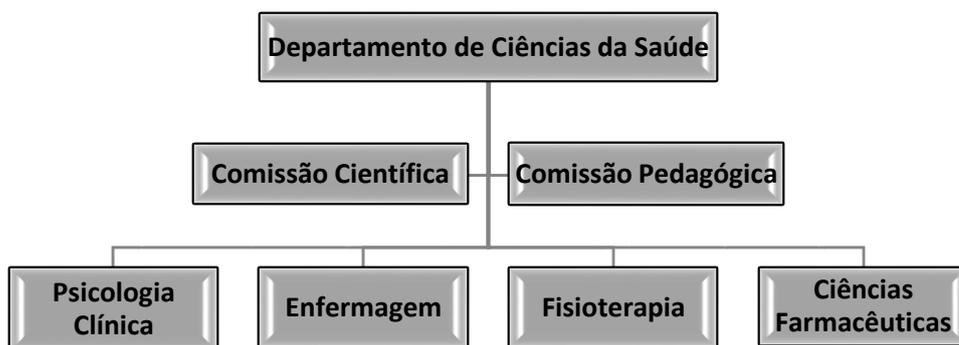 Departamento de Ciências da Saúde
Comissão Científica
Comissão Pedagógica
Psicologia
Clínica
Enfermagem
Fisioterapia
Ciências
Farmacêuticas